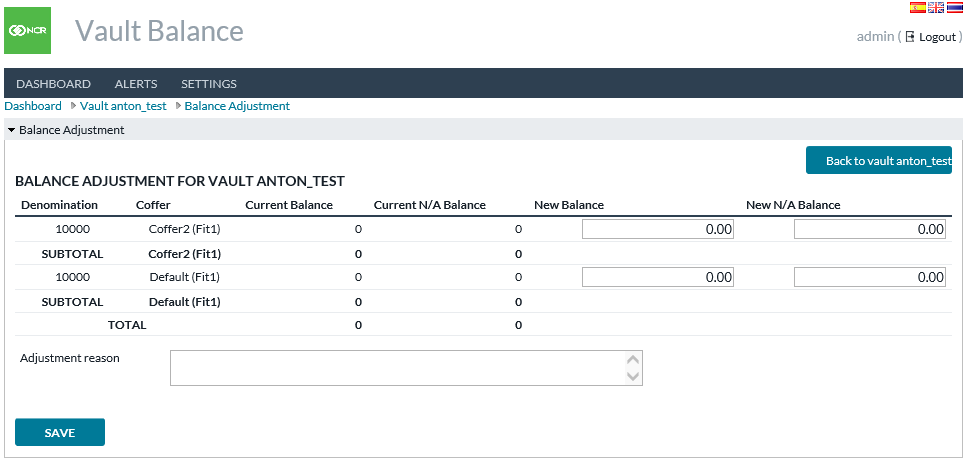 NCR
Vault Balance
admin ( Logout )
DASHBOARD ALERTS SETTINGS
Dashboard Vault anton_test Balance Adjustment
Balance Adjustment
Back to vault anton_test
BALANCE ADJUSTMENT FOR VAULT ANTON_TEST
Denomination Coffer Current Balance Current N/A Balance New Balance New N/A Balance
10000 Coffer2 (Fit1) 0 0 0.00 0.00
SUBTOTAL Coffer2 (Fit1) 0 0
10000 Default (Fit1) 0 0 0.00 0.00
SUBTOTAL Default (Fit1) 0 0
TOTAL 0 0
Adjustment reason
SAVE